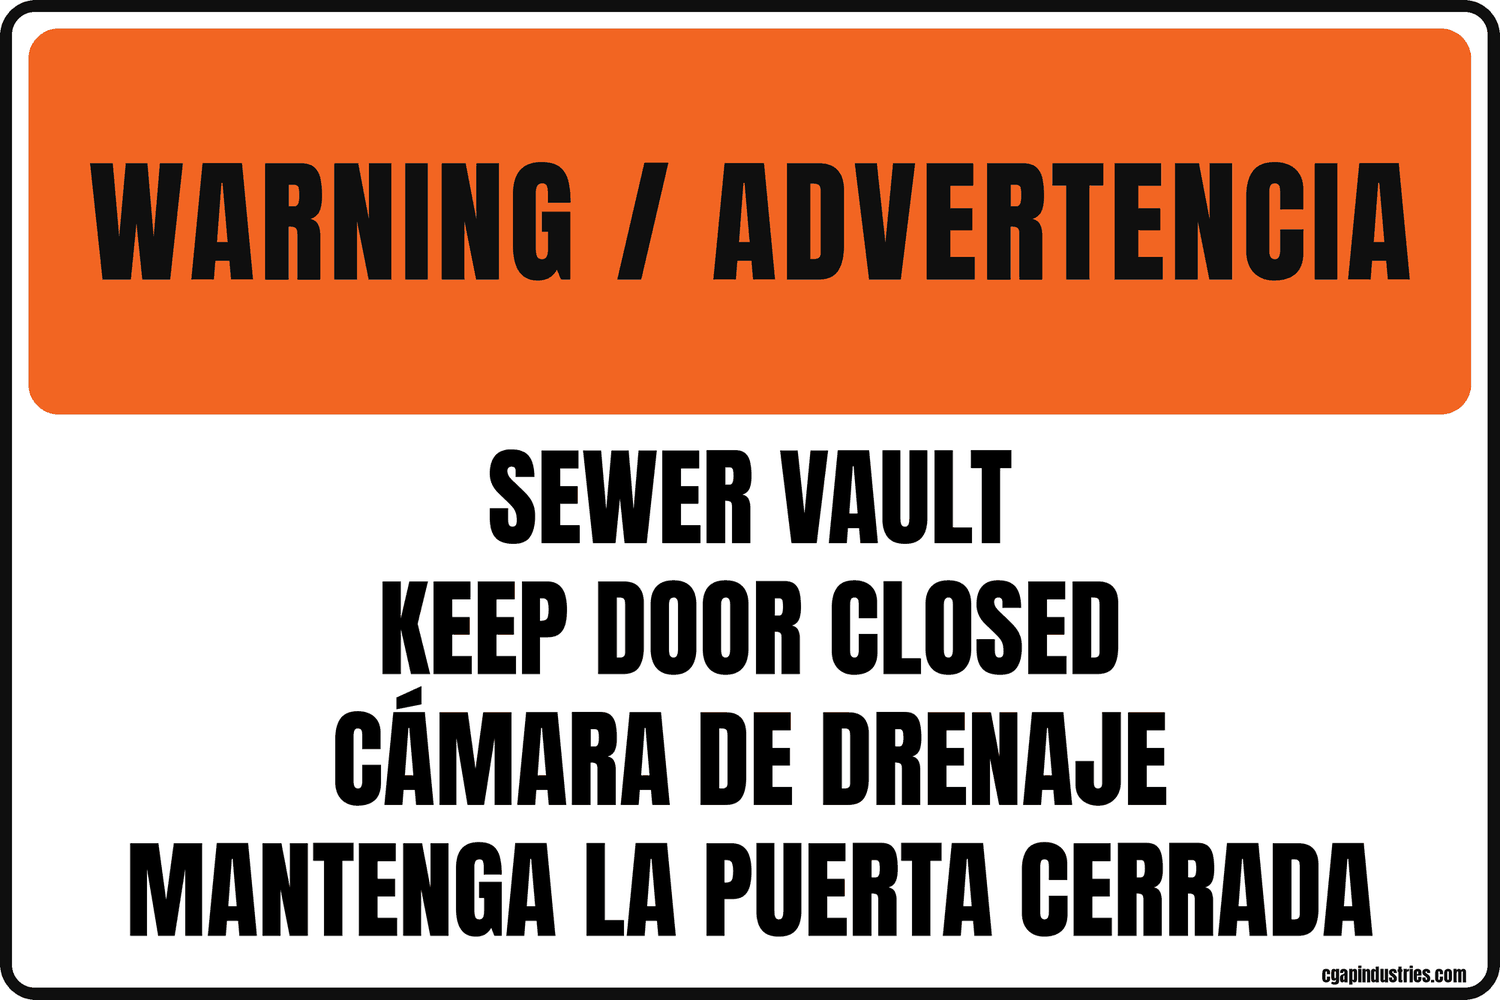 WARNING / ADVERTENCIA
SEWER VAULT
KEEP DOOR CLOSED
CÁMARA DE DRENAJE
MANTENGA LA PUERTA CERRADA
cgapindustries.com